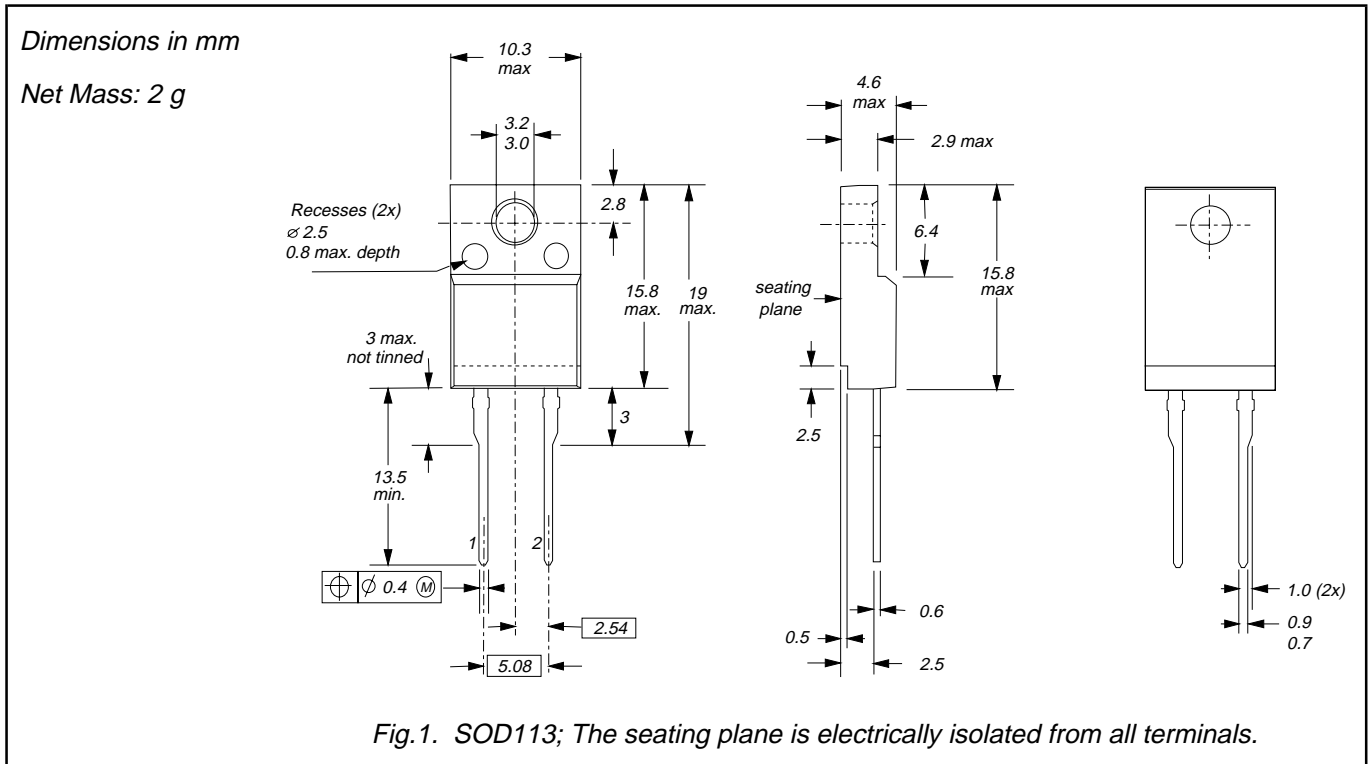 Dimensions in mm
Net Mass: 2 g
10.3
max
3.2
3.0
2.8
Recesses (2x)
⌀ 2.5
0.8 max. depth
15.8
max.
19
max.
3 max.
not tinned
3
13.5
min.
1
2
⌀ 0.4 Ⓜ
2.54
5.08
4.6
max
2.9 max
6.4
15.8
max
seating
plane
2.5
0.6
0.5
2.5
1.0 (2x)
0.9
0.7
Fig.1. SOD113; The seating plane is electrically isolated from all terminals.